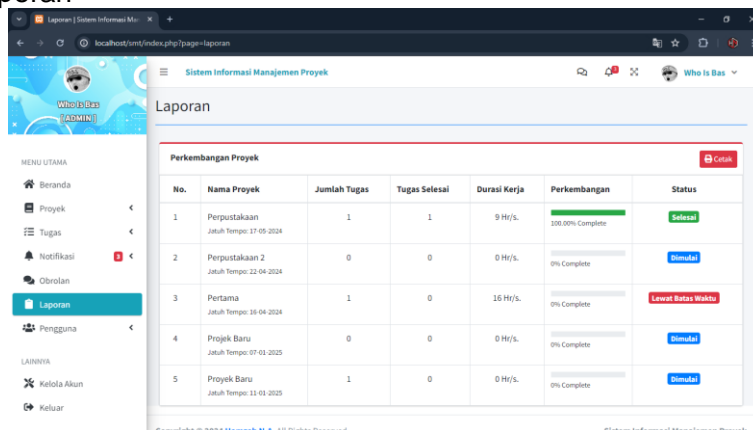 Laporan | Sistem Informasi Mar
localhost/smt/index.php?page=laporan
Who Is Bas
[ ADMIN ]
Sistem Informasi Manajemen Proyek
Who Is Bas
Laporan
MENU UTAMA
Beranda
Proyek
Tugas
Notifikasi 3
Obrolan
Laporan
Pengguna
LAINNYA
Kelola Akun
Keluar
Perkembangan Proyek
Cetak
No. Nama Proyek Jumlah Tugas Tugas Selesai Durasi Kerja Perkembangan Status
1 Perpustakaan 1 1 9 Hr/s. 100.00% Complete Selesai
Jatuh Tempo: 17-05-2024
2 Perpustakaan 2 0 0 0 Hr/s. 0% Complete Dimulai
Jatuh Tempo: 22-04-2024
3 Pertama 1 0 16 Hr/s. 0% Complete Lewat Batas Waktu
Jatuh Tempo: 16-04-2024
4 Projek Baru 0 0 0 Hr/s. 0% Complete Dimulai
Jatuh Tempo: 07-01-2025
5 Proyek Baru 1 0 0 Hr/s. 0% Complete Dimulai
Jatuh Tempo: 11-01-2025